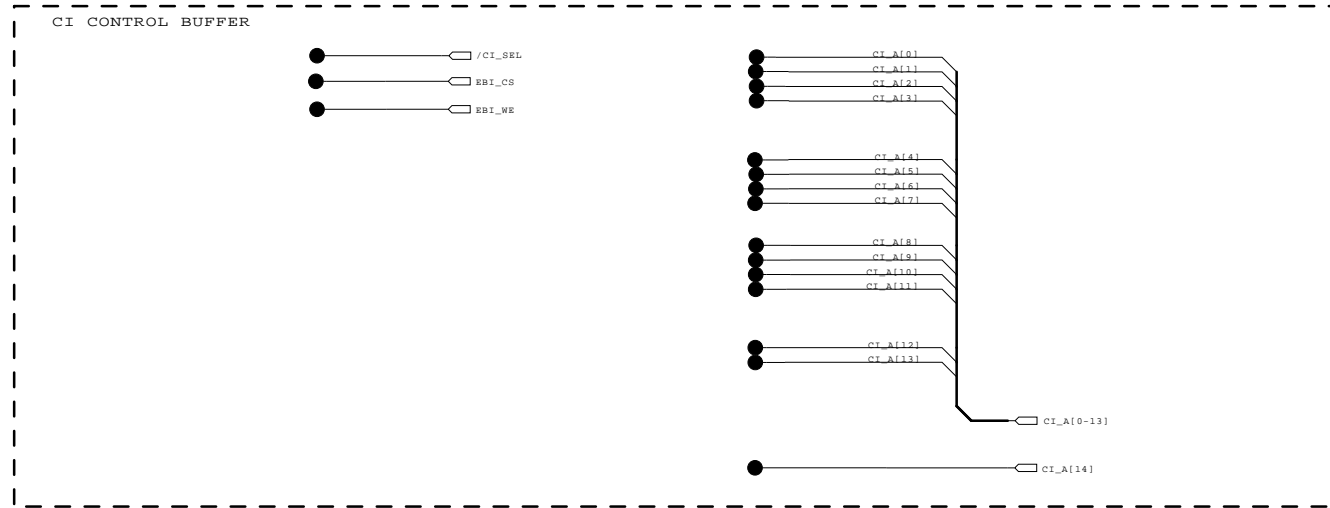 CI CONTROL BUFFER
/CI_SEL
EBI_CS
EBI_WE
CI_A[0]
CI_A[1]
CI_A[2]
CI_A[3]
CI_A[4]
CI_A[5]
CI_A[6]
CI_A[7]
CI_A[8]
CI_A[9]
CI_A[10]
CI_A[11]
CI_A[12]
CI_A[13]
CI_A[0-13]
CI_A[14]